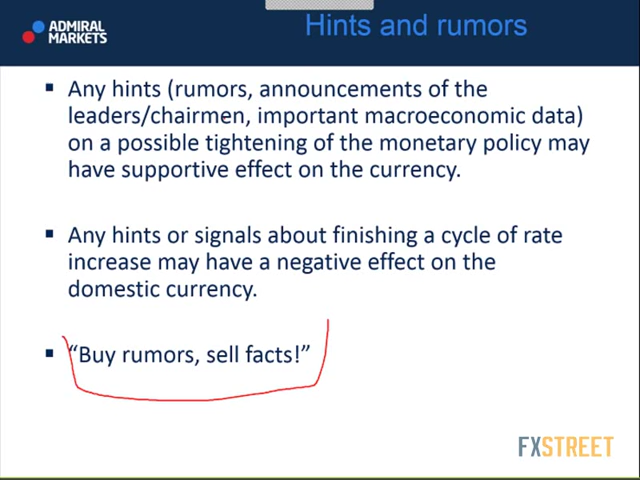 ADMIRAL
MARKETS
Hints and rumors
▪ Any hints (rumors, announcements of the
leaders/chairmen, important macroeconomic data)
on a possible tightening of the monetary policy may
have supportive effect on the currency.
▪ Any hints or signals about finishing a cycle of rate
increase may have a negative effect on the
domestic currency.
▪ “Buy rumors, sell facts!”
FXSTREET